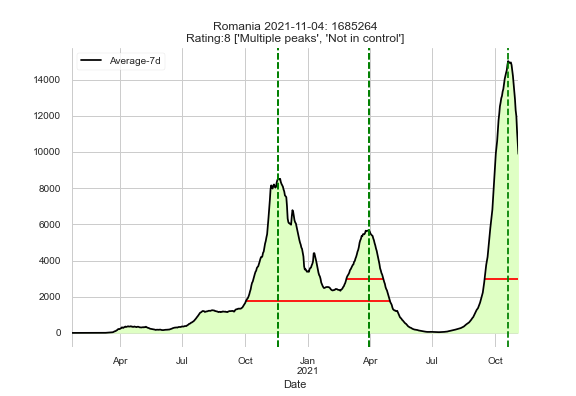 Romania 2021-11-04: 1685264
Rating:8 ['Multiple peaks', 'Not in control']
Average-7d
14000
12000
10000
8000
6000
4000
2000
0
Apr Jul Oct Jan Apr Jul Oct
2021
Date